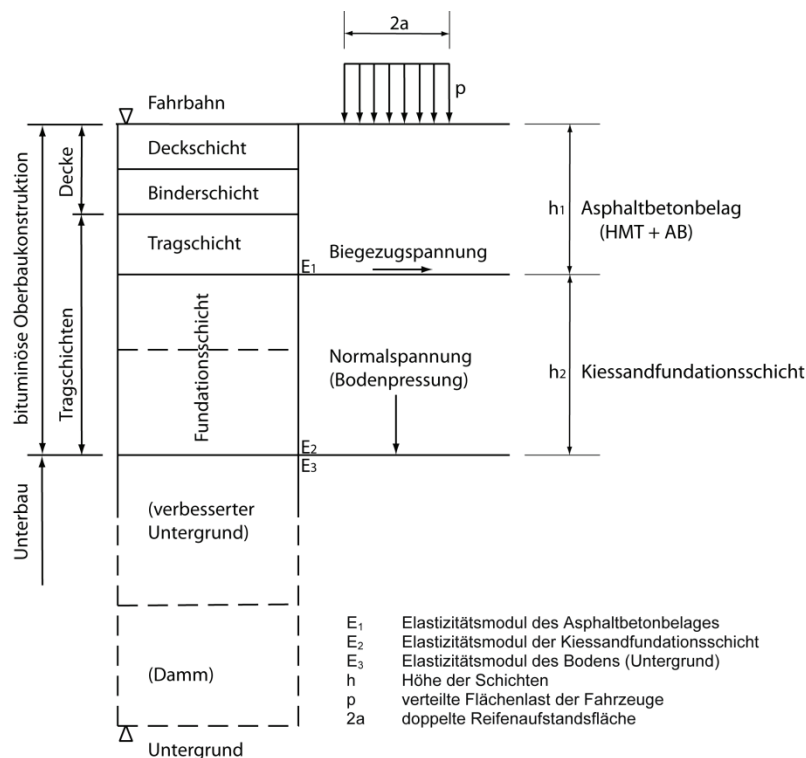 2a
p
Fahrbahn
Deckschicht
Binderschicht
Tragschicht
Fundationsschicht
bituminöse Oberbaukonstruktion
Decke
Tragschichten
Unterbau
E₁
Biegezugspannung
Normalspannung
(Bodenpressung)
E₂
E₃
h₁
Asphaltbetonbelag
(HMT + AB)
h₂
Kiessandfundationsschicht
(verbesserter
Untergrund)
(Damm)
Untergrund
E₁ Elastizitätsmodul des Asphaltbetonbelages
E₂ Elastizitätsmodul der Kiessandfundationsschicht
E₃ Elastizitätsmodul des Bodens (Untergrund)
h Höhe der Schichten
p verteilte Flächenlast der Fahrzeuge
2a doppelte Reifenaufstandsfläche